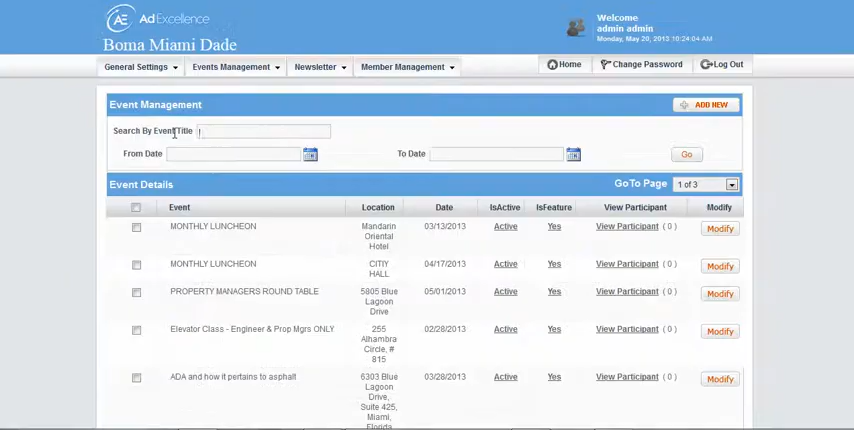 AE AdExcellence
Boma Miami Dade
Welcome
admin admin
Monday, May 20, 2013 10:24:04 AM
General Settings Events Management Newsletter Member Management Home Change Password Log Out
Event Management ADD NEW
Search By Event Title
From Date To Date Go
Event Details GoTo Page 1 of 3
Event Location Date IsActive IsFeature View Participant Modify
MONTHLY LUNCHEON Mandarin 03/13/2013 Active Yes View Participant ( 0 ) Modify
Oriental
Hotel
MONTHLY LUNCHEON CITIY 04/17/2013 Active Yes View Participant ( 0 ) Modify
HALL
PROPERTY MANAGERS ROUND TABLE 5805 Blue 05/01/2013 Active Yes View Participant ( 0 ) Modify
Lagoon
Drive
Elevator Class - Engineer & Prop Mgrs ONLY 255 02/28/2013 Active Yes View Participant ( 0 ) Modify
Alhambra
Circle, #
815
ADA and how it pertains to asphalt 6303 Blue 03/28/2013 Active Yes View Participant ( 0 ) Modify
Lagoon
Drive,
Suite 425,
Miami,
Florida